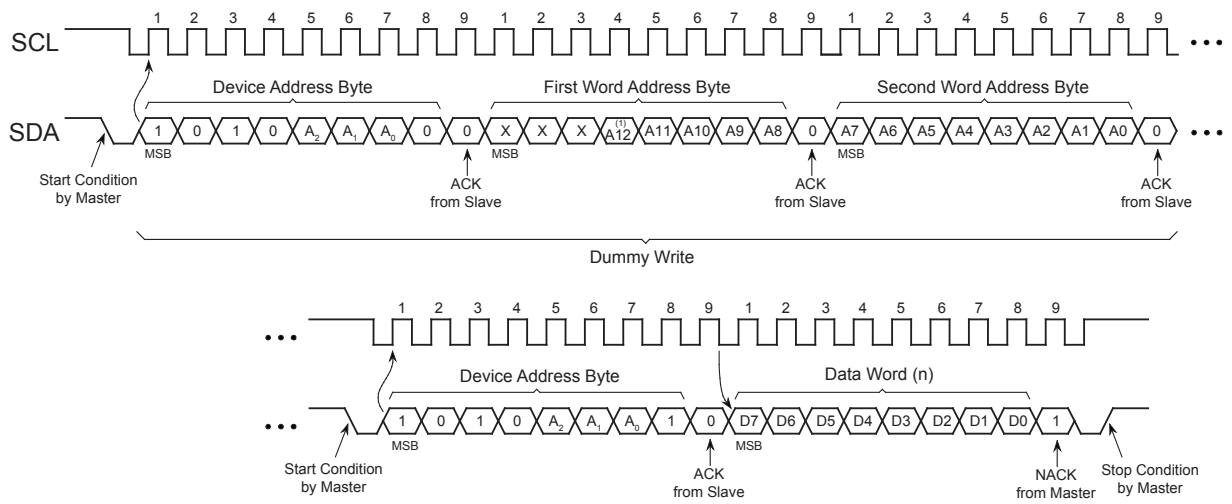 1 2 3 4 5 6 7 8 9 1 2 3 4 5 6 7 8 9 1 2 3 4 5 6 7 8 9
SCL
Device Address Byte First Word Address Byte Second Word Address Byte
SDA 1 0 1 0 A₂ A₁ A₀ 0 0 X X X A12⁽¹⁾ A11 A10 A9 A8 0 A7 A6 A5 A4 A3 A2 A1 A0 0
MSB MSB MSB
Start Condition
by Master
ACK
from Slave
ACK
from Slave
ACK
from Slave
Dummy Write
1 2 3 4 5 6 7 8 9 1 2 3 4 5 6 7 8 9
Device Address Byte Data Word (n)
1 0 1 0 A₂ A₁ A₀ 1 0 D7 D6 D5 D4 D3 D2 D1 D0 1
MSB MSB
Start Condition
by Master
ACK
from Slave
NACK
from Master
Stop Condition
by Master